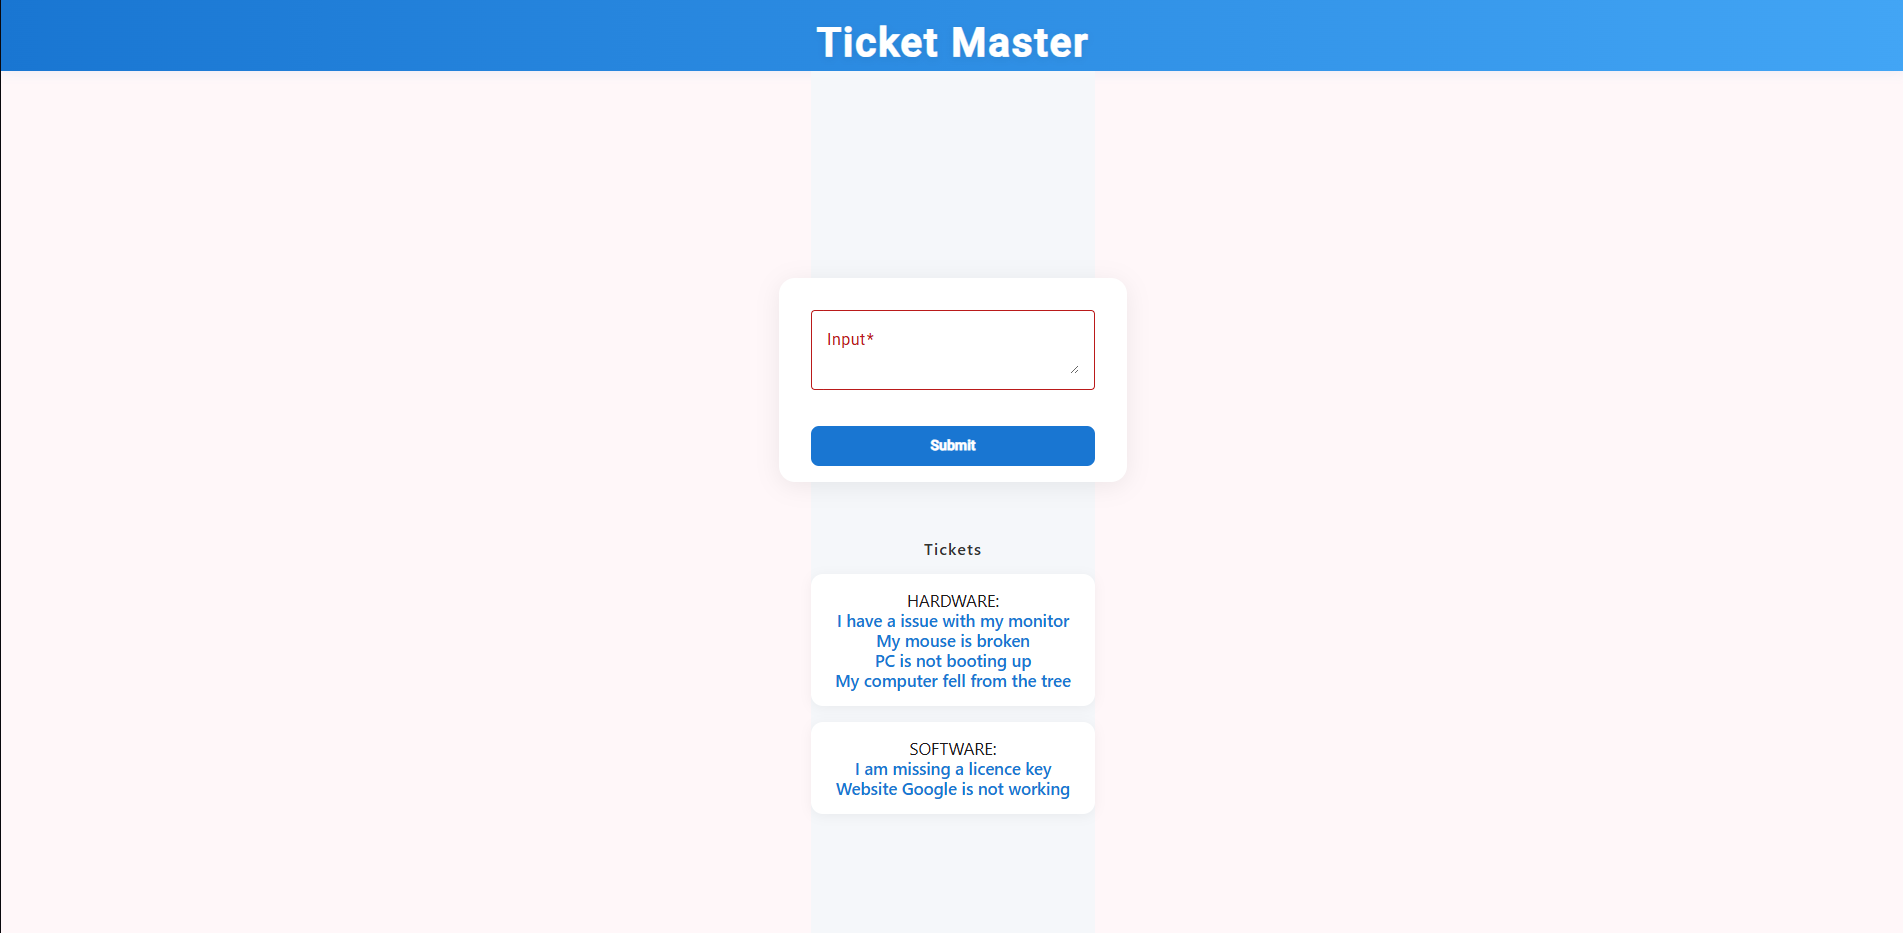 Ticket Master
Input*
Submit
Tickets
HARDWARE:
I have a issue with my monitor
My mouse is broken
PC is not booting up
My computer fell from the tree
SOFTWARE:
I am missing a licence key
Website Google is not working